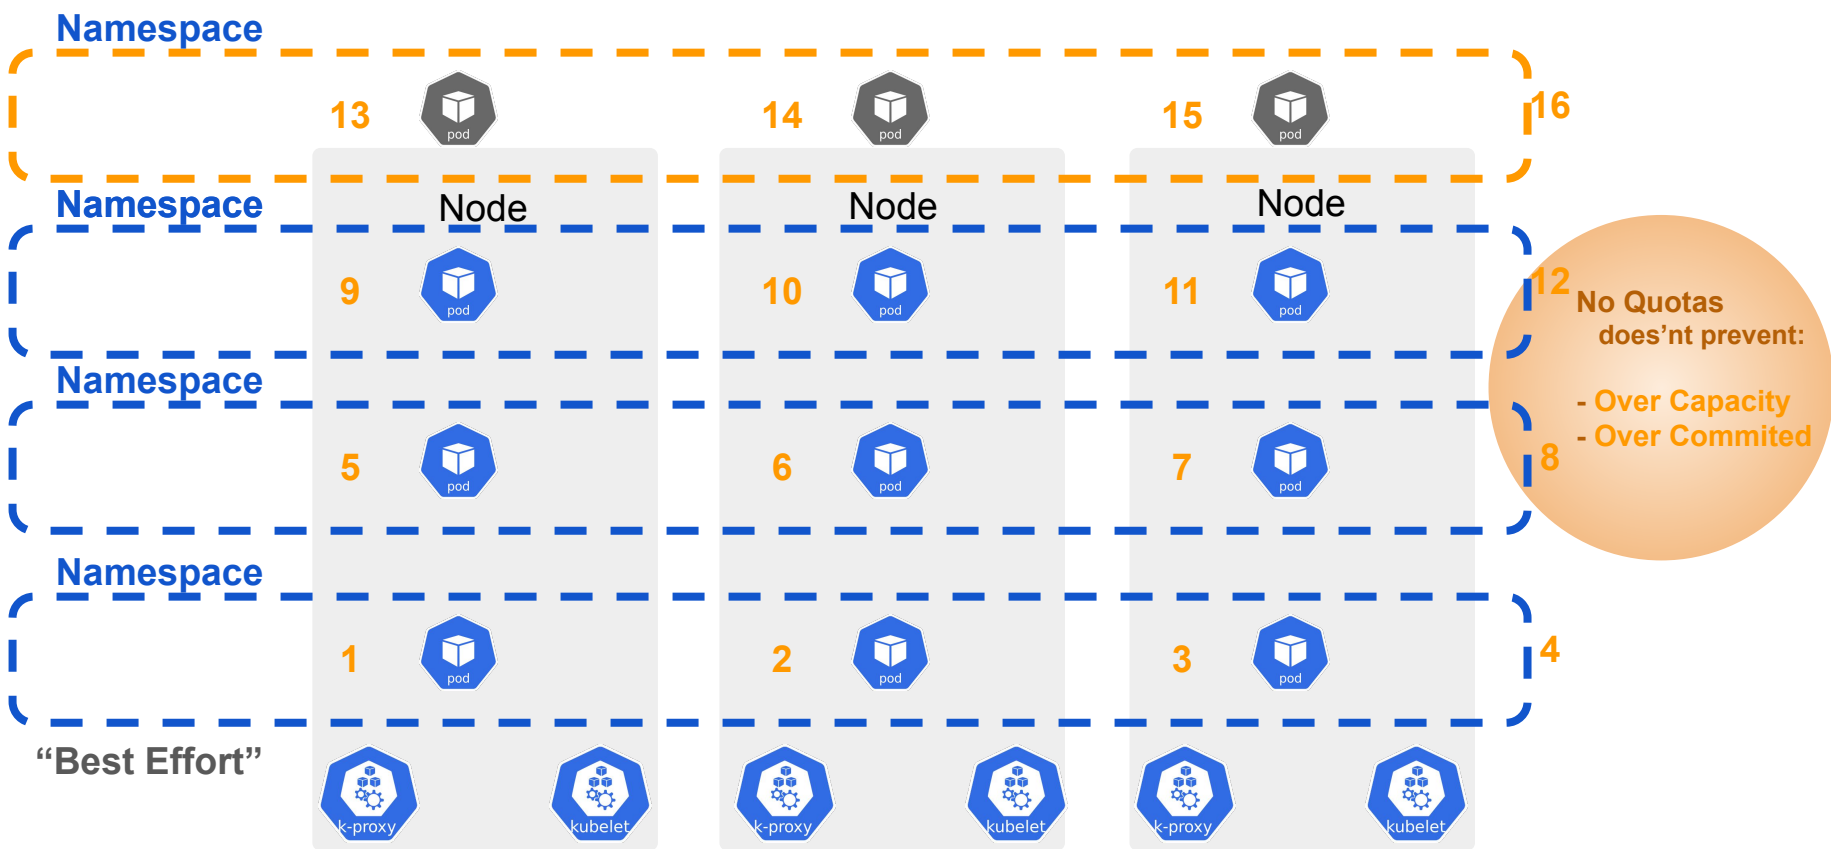 Namespace
13 pod 14 pod 15 pod 16
Namespace Node Node Node
9 pod 10 pod 11 pod 12
No Quotas
does'nt prevent:
- Over Capacity
- Over Commited
Namespace
5 pod 6 pod 7 pod 8
Namespace
1 pod 2 pod 3 pod 4
“Best Effort”
k-proxy kubelet k-proxy kubelet k-proxy kubelet